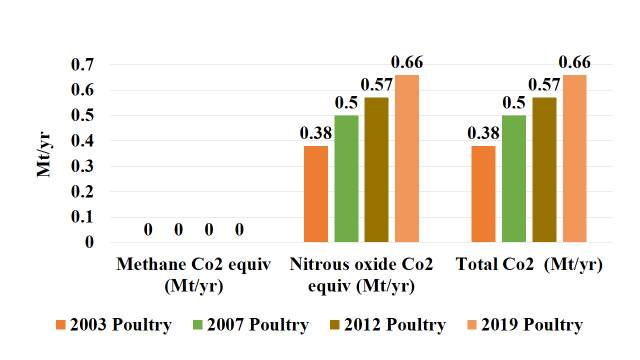 0.7
0.6
0.5
0.4
0.3
0.2
0.1
0
Mt/yr
0 0 0 0
0.38 0.5 0.57 0.66
0.38 0.5 0.57 0.66
Methane Co2 equiv
(Mt/yr)
Nitrous oxide Co2
equiv (Mt/yr)
Total Co2 (Mt/yr)
2003 Poultry 2007 Poultry 2012 Poultry 2019 Poultry